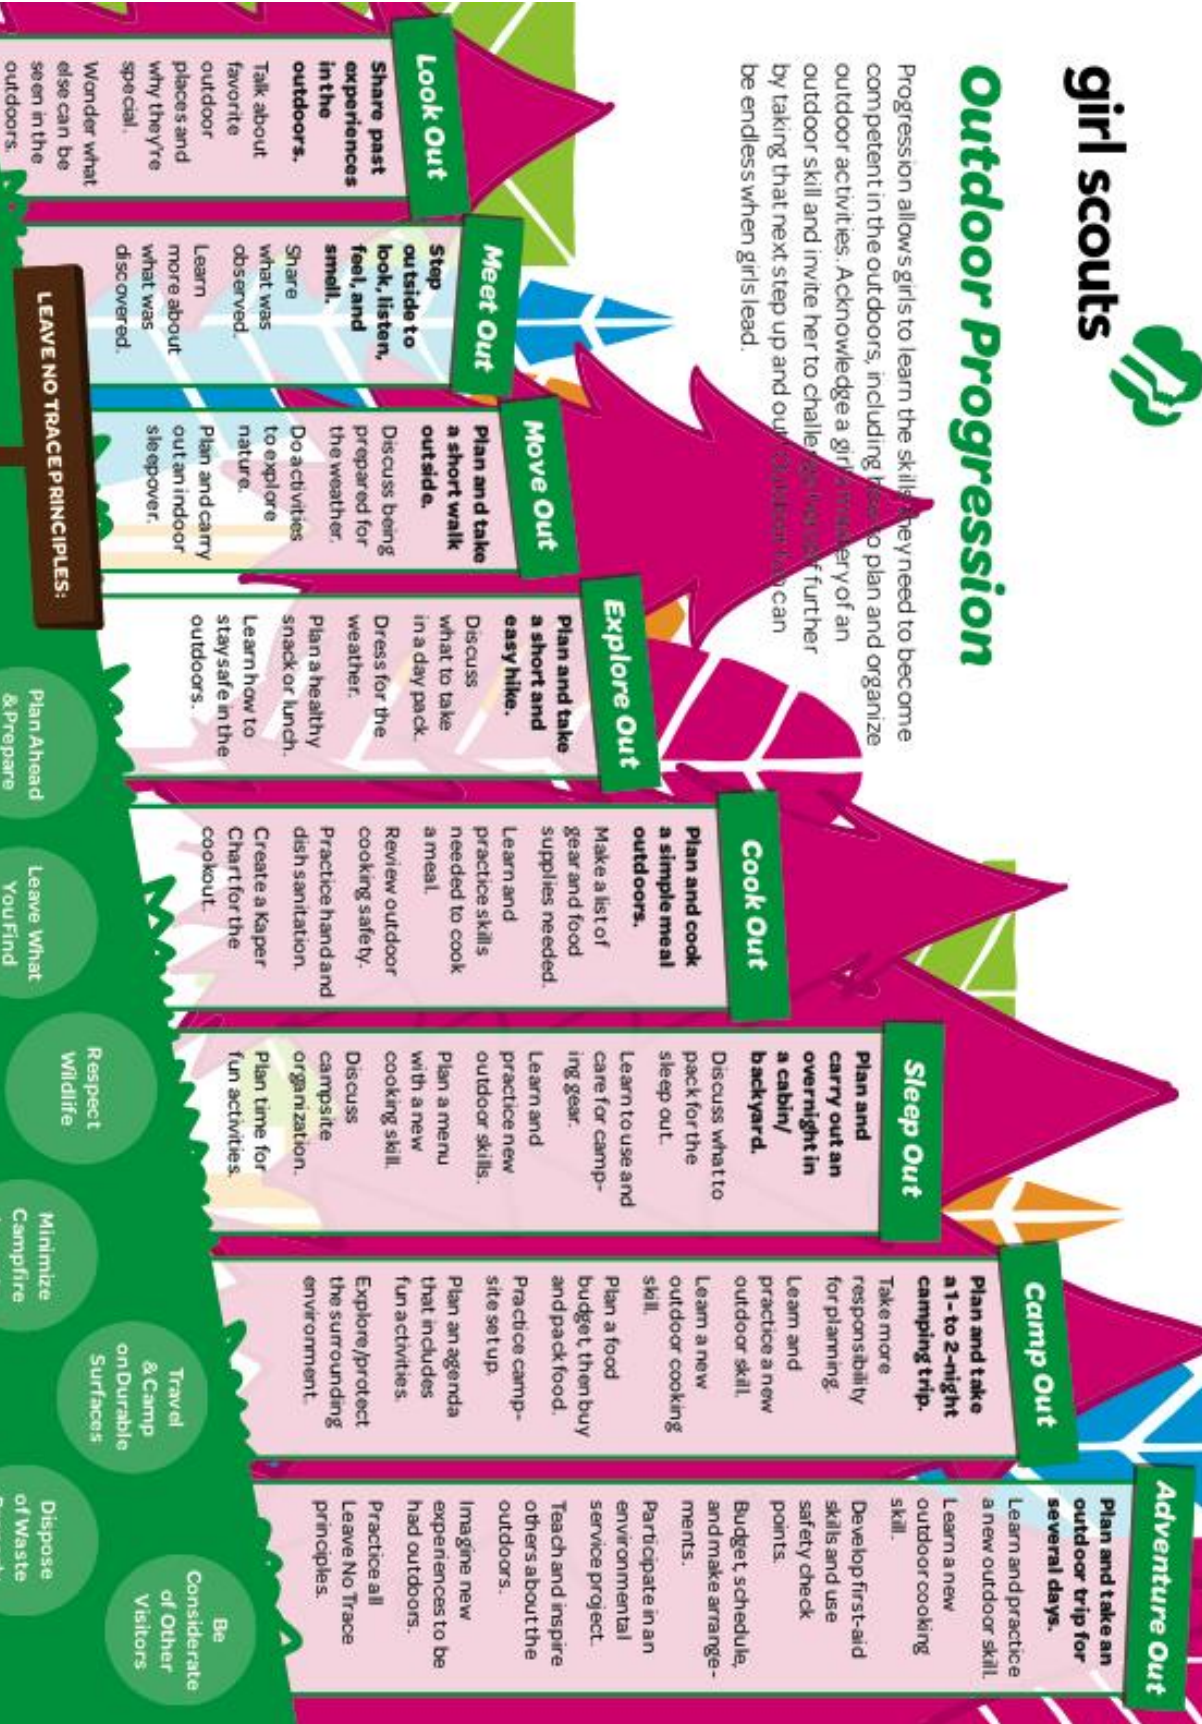 girl scouts
Outdoor Progression
Progression allows girls to learn the skills they need to become
competent in the outdoors, including how to plan and organize
outdoor activities. Acknowledge a girl's mastery of an
outdoor skill and invite her to challenge herself further
by taking that next step up and out! Outdoor fun can
be endless when girls lead.
Look Out
Share past
experiences
in the
outdoors.
Talk about
favorite
outdoor
places and
why they're
special.
Wonder what
else can be
seen in the
outdoors.
Meet Out
Step
outside to
look, listen,
feel, and
smell.
Share
what was
observed.
Learn
more about
what was
discovered.
Move Out
Plan and take
a short walk
outside.
Discuss being
prepared for
the weather.
Do activities
to explore
nature.
Plan and carry
out an indoor
sleepover.
Explore Out
Plan and take
a short and
easy hike.
Discuss
what to take
in a day pack.
Dress for the
weather.
Plan a healthy
snack or lunch.
Learn how to
stay safe in the
outdoors.
Cook Out
Plan and cook
a simple meal
outdoors.
Make a list of
gear and food
supplies needed.
Learn and
practice skills
needed to cook
a meal.
Review outdoor
cooking safety.
Practice hand and
dish sanitation.
Create a Kaper
Chart for the
cookout.
Sleep Out
Plan and
carry out an
overnight in
a cabin/
backyard.
Discuss what to
pack for the
sleep out.
Learn to use and
care for camp-
ing gear.
Learn and
practice new
outdoor skills.
Plan a menu
with a new
cooking skill.
Discuss
campsite
organization.
Plan time for
fun activities.
Camp Out
Plan and take
a 1- to 2-night
camping trip.
Take more
responsibility
for planning.
Learn and
practice a new
outdoor skill.
Learn a new
outdoor cooking
skill.
Plan a food
budget, then buy
and pack food.
Practice camp-
site set up.
Plan an agenda
that includes
fun activities.
Explore/protect
the surrounding
environment.
Adventure Out
Plan and take an
outdoor trip for
several days.
Learn and practice
a new outdoor skill.
Learn a new
outdoor cooking
skill.
Develop first-aid
skills and use
safety check
points.
Budget, schedule,
and make arrange-
ments.
Participate in an
environmental
service project.
Teach and inspire
others about the
outdoors.
Imagine new
experiences to be
had outdoors.
Practice all
Leave No Trace
principles.
LEAVE NO TRACE PRINCIPLES:
Plan Ahead
& Prepare
Leave What
You Find
Respect
Wildlife
Minimize
Campfire
Travel
& Camp
on Durable
Surfaces
Dispose
of Waste
Be
Considerate
of Other
Visitors